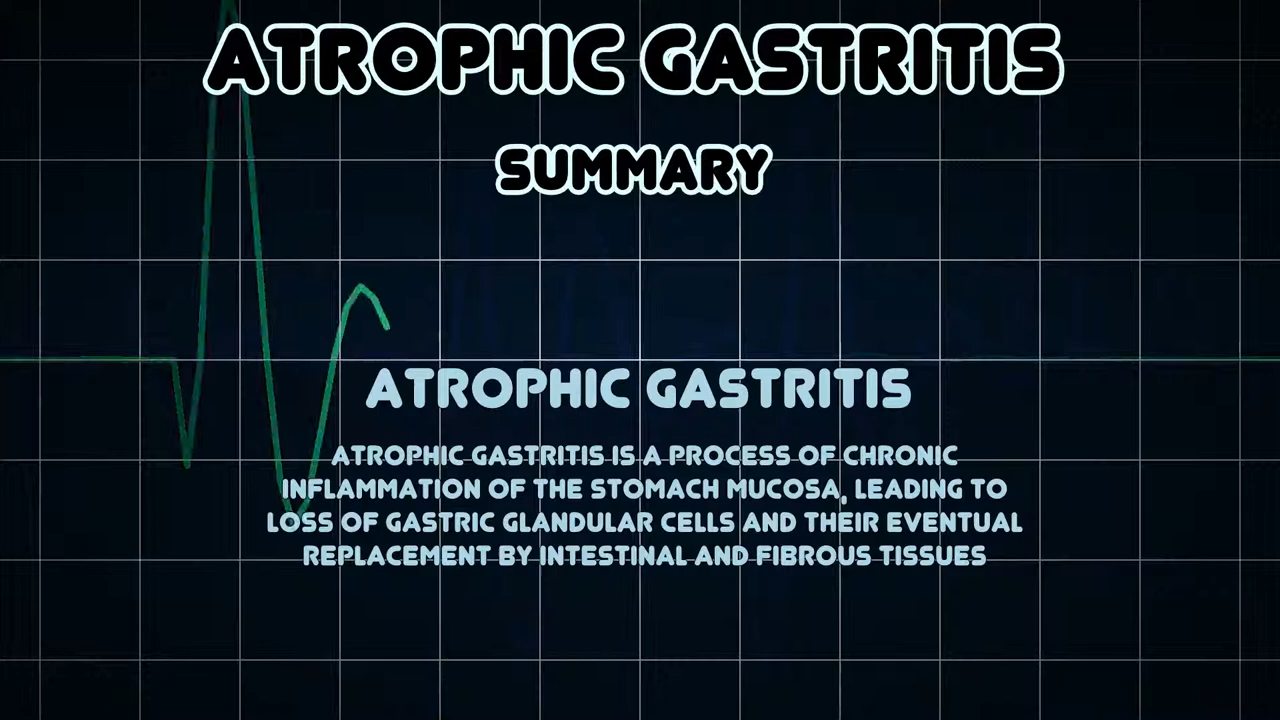 ATROPHIC GASTRITIS
SUMMARY
ATROPHIC GASTRITIS
ATROPHIC GASTRITIS IS A PROCESS OF CHRONIC
INFLAMMATION OF THE STOMACH MUCOSA, LEADING TO
LOSS OF GASTRIC GLANDULAR CELLS AND THEIR EVENTUAL
REPLACEMENT BY INTESTINAL AND FIBROUS TISSUES